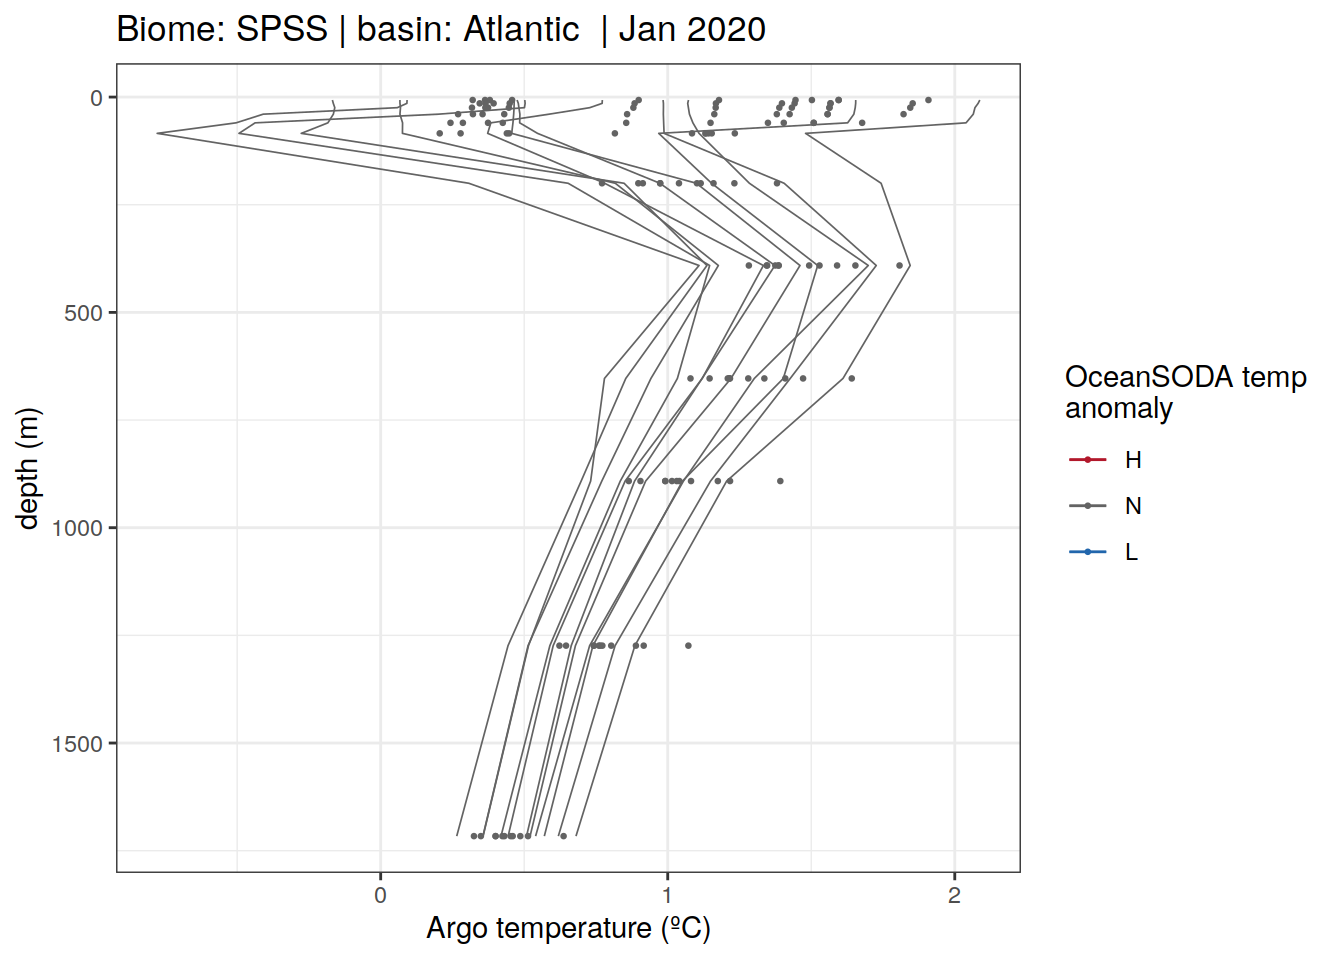 Biome: SPSS | basin: Atlantic  | Jan 2020
0
500
1000
1500
depth (m)
0
1
2
Argo temperature (ºC)
OceanSODA temp
anomaly
H
N
L